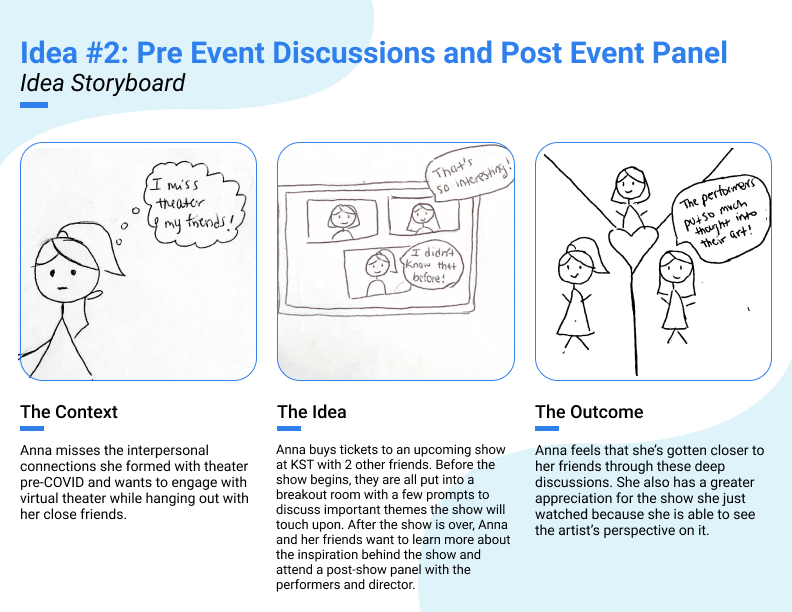 Idea #2: Pre Event Discussions and Post Event Panel
Idea Storyboard
I miss
theater
& my friends!
That's
so interesting!
I didn't
know that
before!
The performers
put so much
thought into
their art!
The Context
Anna misses the interpersonal
connections she formed with theater
pre-COVID and wants to engage with
virtual theater while hanging out with
her close friends.
The Idea
Anna buys tickets to an upcoming show
at KST with 2 other friends. Before the
show begins, they are all put into a
breakout room with a few prompts to
discuss important themes the show will
touch upon. After the show is over, Anna
and her friends want to learn more about
the inspiration behind the show and
attend a post-show panel with the
performers and director.
The Outcome
Anna feels that she's gotten closer to
her friends through these deep
discussions. She also has a greater
appreciation for the show she just
watched because she is able to see
the artist's perspective on it.